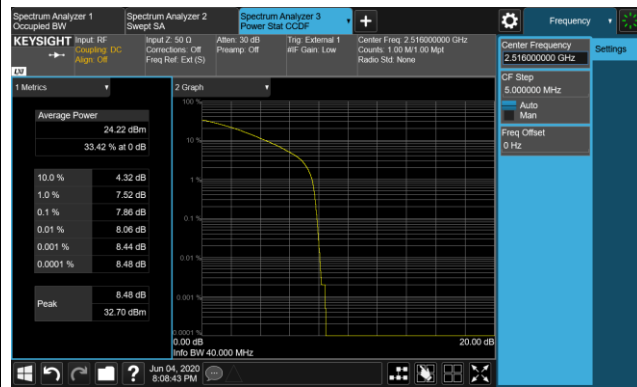 Spectrum Analyzer 1
Occupied BW
Spectrum Analyzer 2
Swept SA
Spectrum Analyzer 3
Power Stat CCDF
Frequency
KEYSIGHT
Input: RF
Coupling: DC
Align: Off
Input Z: 50 Ω
Corrections: Off
Freq Ref: Ext (S)
Atten: 30 dB
Preamp: Off
Trig: External 1
#IF Gain: Low
Center Freq: 2.516000000 GHz
Counts: 1.00 M/1.00 Mpt
Radio Std: None
LXI
Center Frequency
2.516000000 GHz
Settings
CF Step
5.000000 MHz
Auto
Man
Freq Offset
0 Hz
1 Metrics
Average Power
24.22 dBm
33.42 % at 0 dB
10.0 % 4.32 dB
1.0 % 7.52 dB
0.1 % 7.86 dB
0.01 % 8.06 dB
0.001 % 8.44 dB
0.0001 % 8.48 dB
Peak
8.48 dB
32.70 dBm
2 Graph
100 %
10 %
1 %
0.1 %
0.01 %
0.001 %
0.0001 %
0.00 dB
20.00 dB
Info BW 40.000 MHz
?
Jun 04, 2020
8:08:43 PM